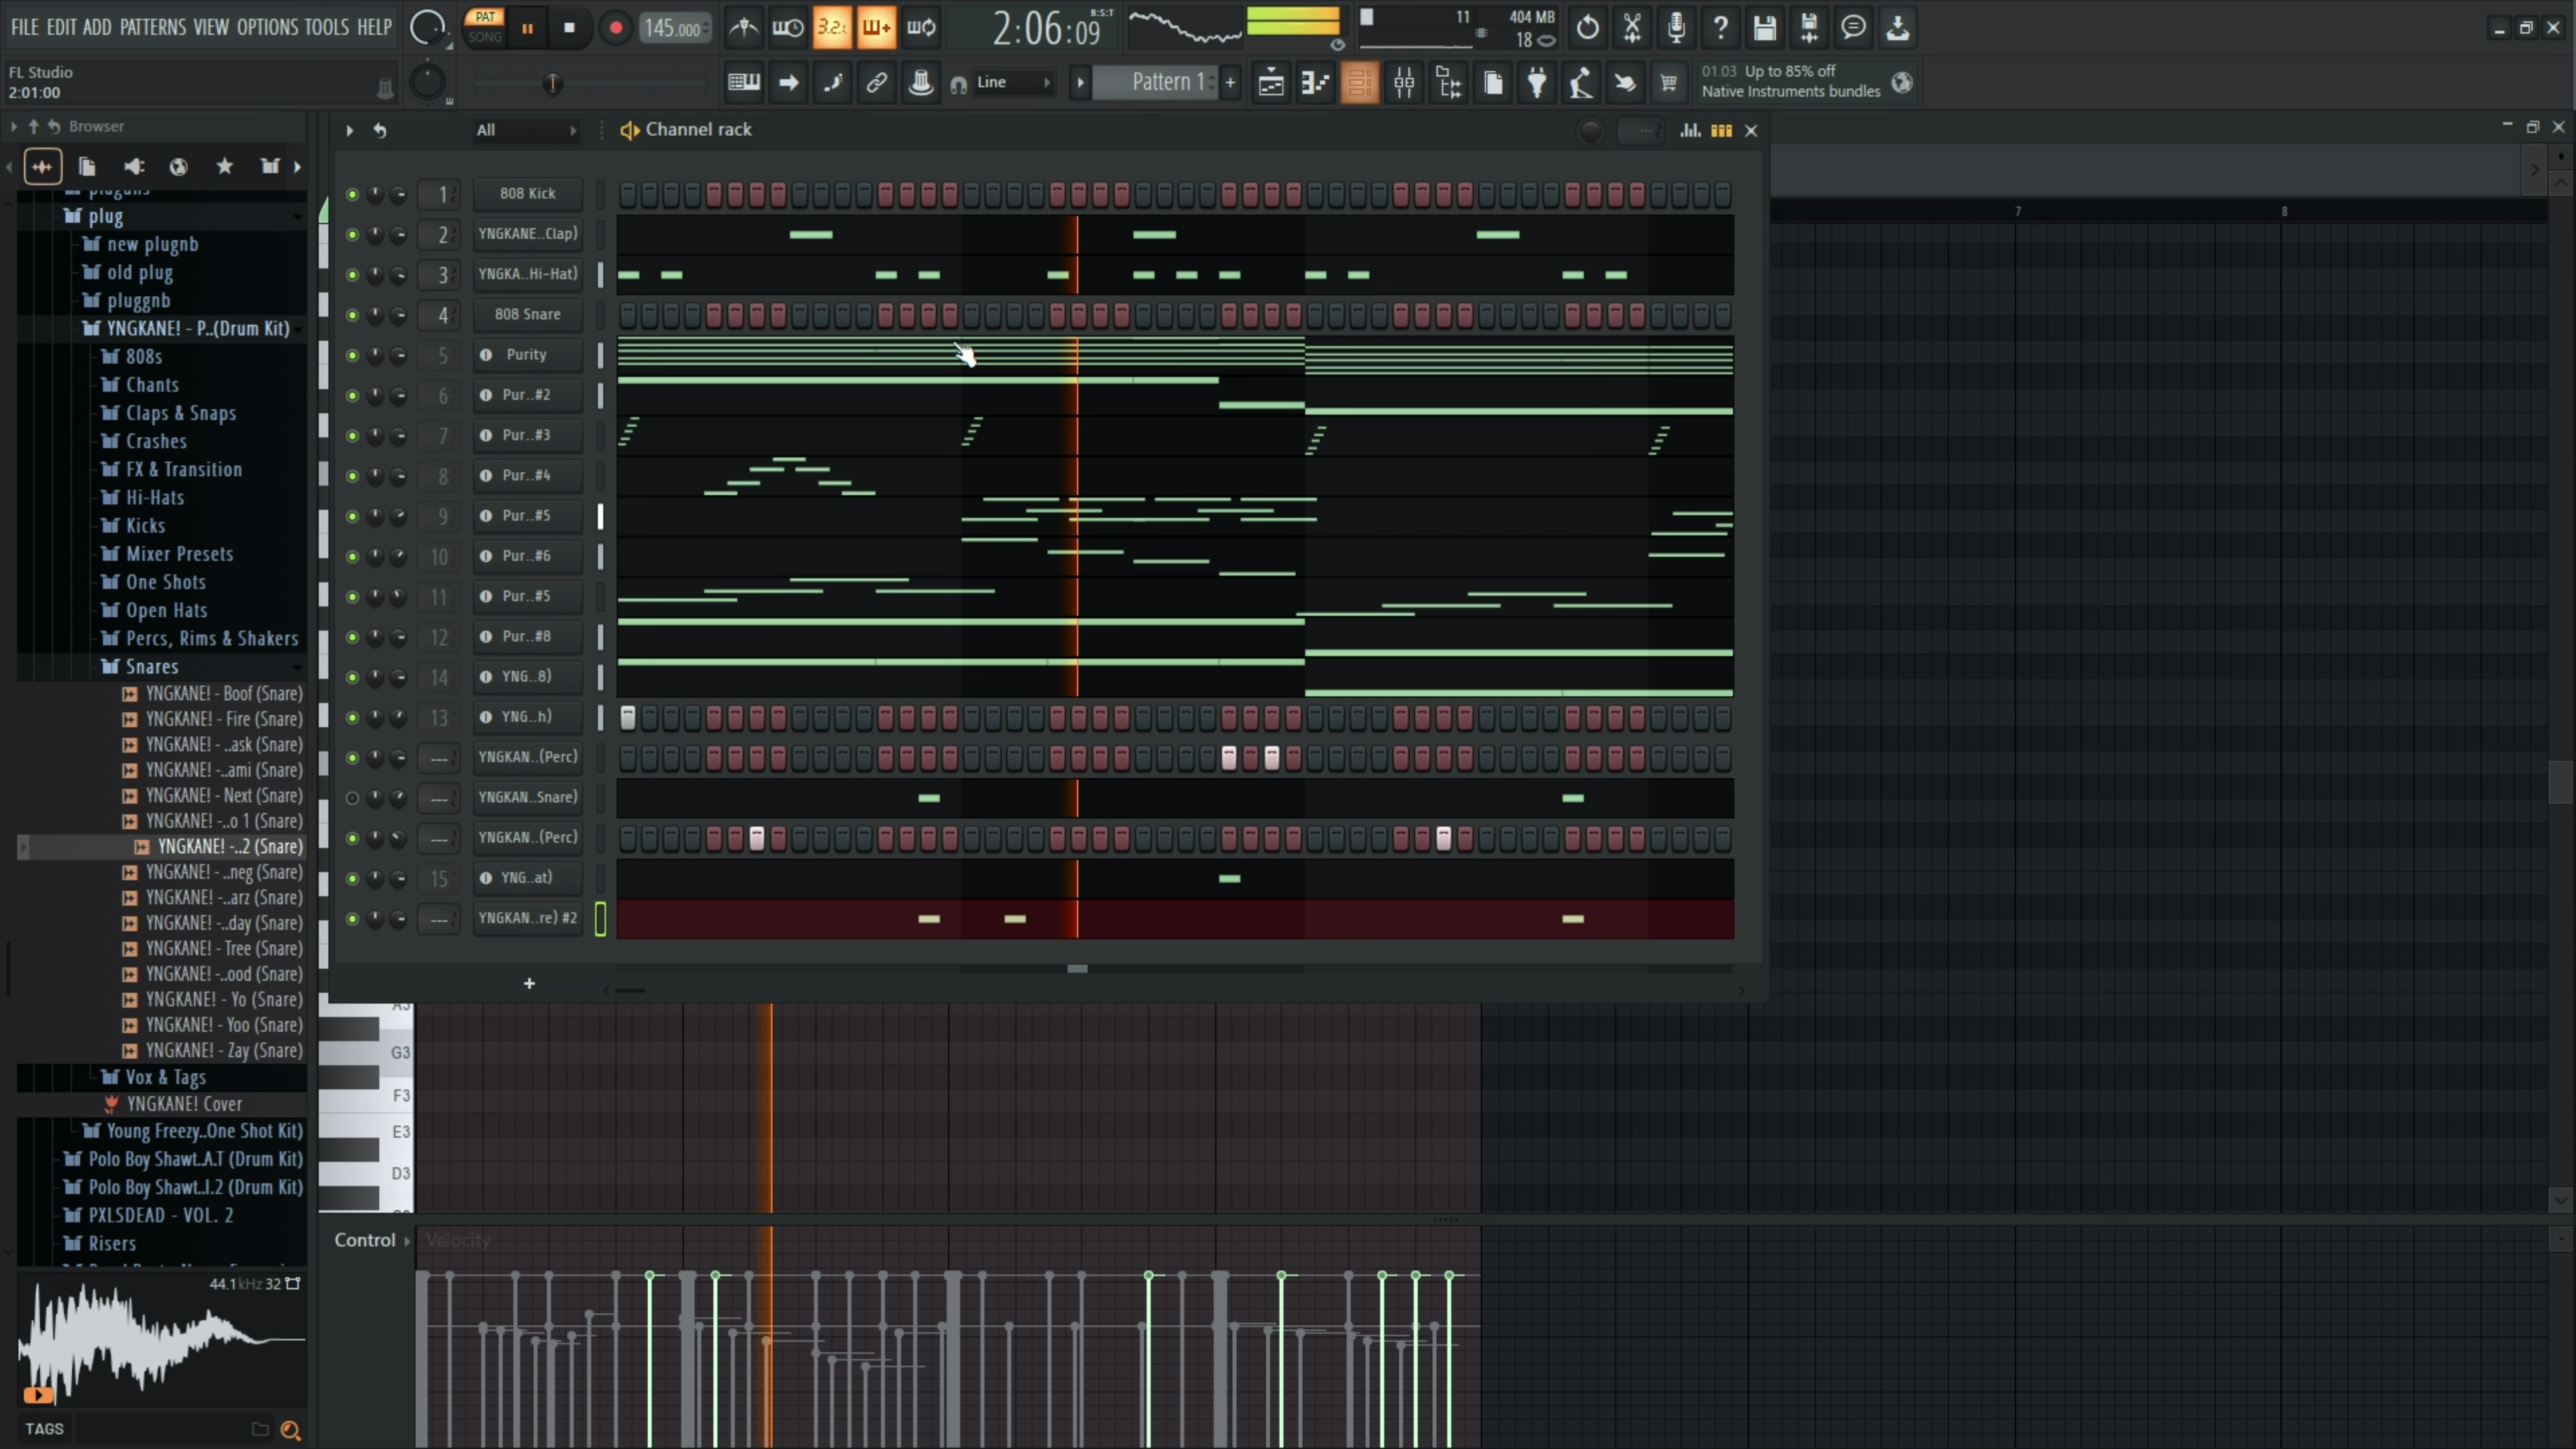 FILE EDIT ADD PATTERNS VIEW OPTIONS TOOLS HELP
PAT
SONG
145.000
3.2.
2:06:09
B:S:T
11
404 MB
18
FL Studio
2:01:00
Line
Pattern 1
+
01.03 Up to 85% off
Native Instruments bundles
Browser
All
Channel rack
plug
new plugnb
old plug
pluggnb
YNGKANE! - P..(Drum Kit)
808s
Chants
Claps & Snaps
Crashes
FX & Transition
Hi-Hats
Kicks
Mixer Presets
One Shots
Open Hats
Percs, Rims & Shakers
Snares
YNGKANE! - Boof (Snare)
YNGKANE! - Fire (Snare)
YNGKANE! - ..ask (Snare)
YNGKANE! -..ami (Snare)
YNGKANE! - Next (Snare)
YNGKANE! -..o 1 (Snare)
YNGKANE! -..2 (Snare)
YNGKANE! - ..neg (Snare)
YNGKANE! - ..arz (Snare)
YNGKANE! -..day (Snare)
YNGKANE! - Tree (Snare)
YNGKANE! -..ood (Snare)
YNGKANE! - Yo (Snare)
YNGKANE! - Yoo (Snare)
YNGKANE! - Zay (Snare)
Vox & Tags
YNGKANE! Cover
Young Freezy..One Shot Kit)
Polo Boy Shawt..A.T (Drum Kit)
Polo Boy Shawt..I.2 (Drum Kit)
PXLSDEAD - VOL. 2
Risers
44.1kHz 32
TAGS
1 808 Kick
2 YNGKANE..Clap)
3 YNGKA..Hi-Hat)
4 808 Snare
5 Purity
6 Pur..#2
7 Pur..#3
8 Pur..#4
9 Pur..#5
10 Pur..#6
11 Pur..#5
12 Pur..#8
14 YNG..8)
13 YNG..h)
--- YNGKAN..(Perc)
--- YNGKAN..Snare)
--- YNGKAN..(Perc)
15 YNG..at)
--- YNGKAN..re) #2
+
7
8
A3
G3
F3
E3
D3
Control
Velocity